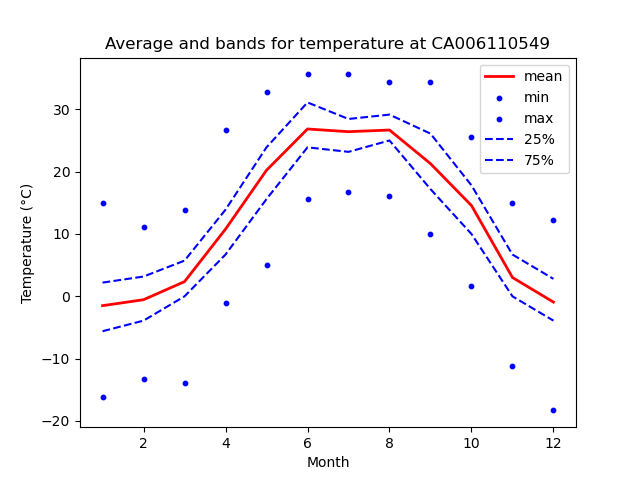 Average and bands for temperature at CA006110549
mean
min
max
25%
75%
30
20
10
0
−10
−20
Temperature (°C)
2
4
6
8
10
12
Month